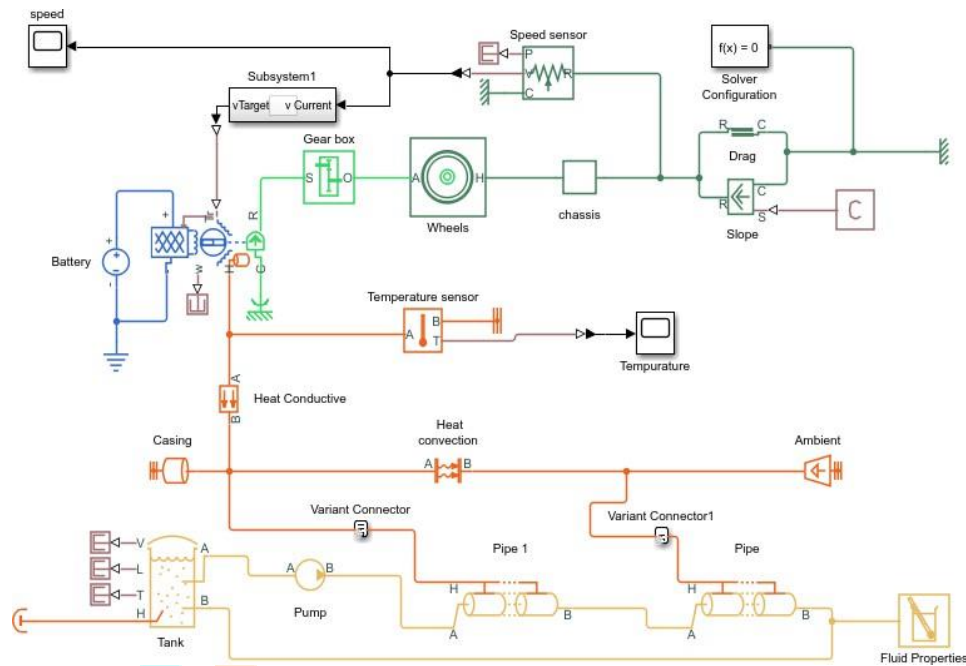 speed
Speed sensor
P
V
R
C
f(x) = 0
Solver
Configuration
Subsystem1
vTarget
v Current
Gear box
S
O
A
H
Wheels
chassis
R
C
Drag
R
C
S
Slope
C
Battery
+
-
+
-
Tr
w
H
R
C
Temperature sensor
A
B
T
Tempurature
A
B
Heat Conductive
Casing
Heat
convection
A
B
Ambient
Variant Connector
Variant Connector1
V
L
T
H
A
B
Tank
A
B
Pump
Pipe 1
H
A
B
Pipe
H
A
B
Fluid Properties